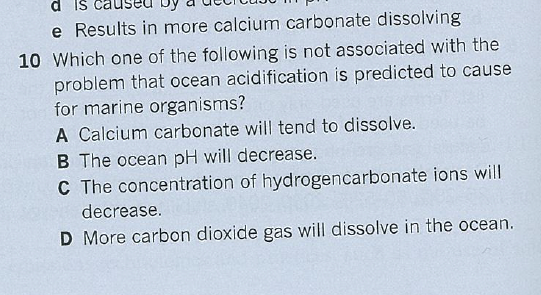 d is caused by a
e Results in more calcium carbonate dissolving
10 Which one of the following is not associated with the
problem that ocean acidification is predicted to cause
for marine organisms?
A Calcium carbonate will tend to dissolve.
B The ocean pH will decrease.
C The concentration of hydrogencarbonate ions will
decrease.
D More carbon dioxide gas will dissolve in the ocean.